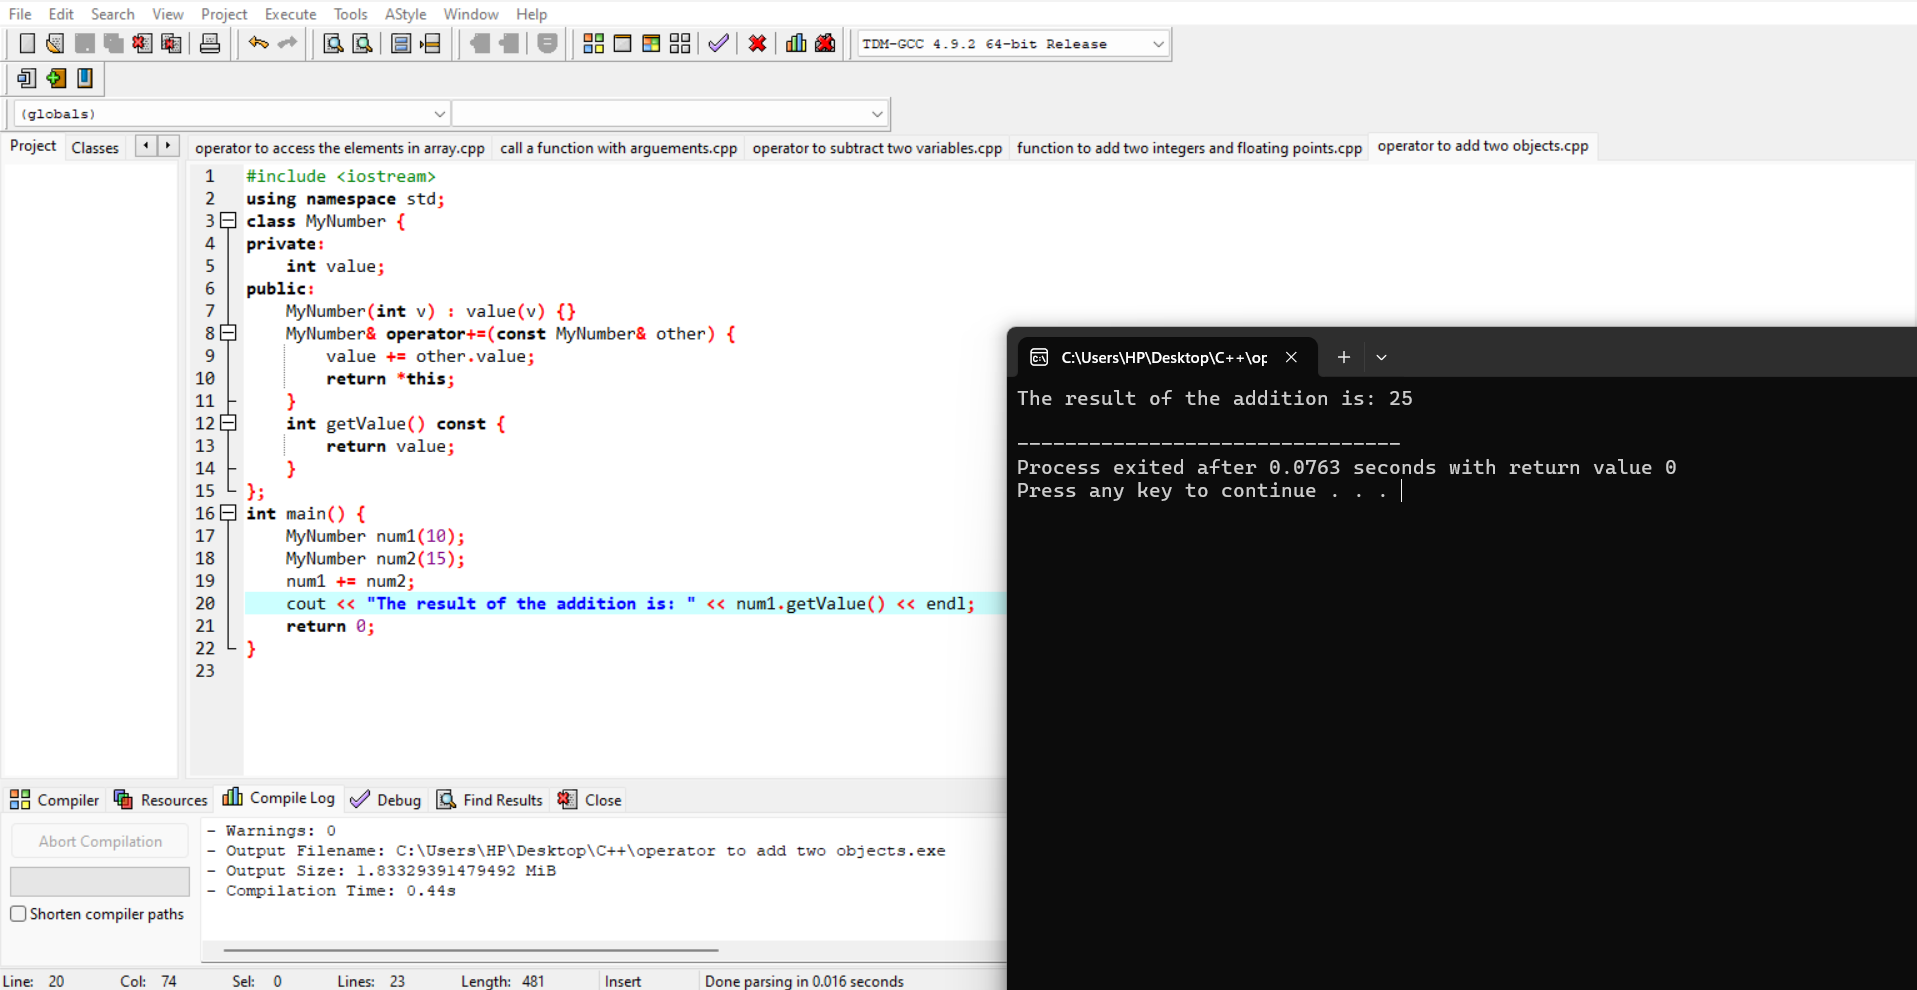 File Edit Search View Project Execute Tools AStyle Window Help
TDM-GCC 4.9.2 64-bit Release
(globals)
Project Classes
operator to access the elements in array.cpp call a function with arguements.cpp operator to subtract two variables.cpp function to add two integers and floating points.cpp operator to add two objects.cpp
1 #include <iostream>
2 using namespace std;
3 class MyNumber {
4 private:
5 int value;
6 public:
7 MyNumber(int v) : value(v) {}
8 MyNumber& operator+=(const MyNumber& other) {
9 value += other.value;
10 return *this;
11 }
12 int getValue() const {
13 return value;
14 }
15 };
16 int main() {
17 MyNumber num1(10);
18 MyNumber num2(15);
19 num1 += num2;
20 cout << "The result of the addition is: " << num1.getValue() << endl;
21 return 0;
22 }
23
C:\Users\HP\Desktop\C++\op
The result of the addition is: 25
--------------------------------
Process exited after 0.0763 seconds with return value 0
Press any key to continue . . .
Compiler Resources Compile Log Debug Find Results Close
Abort Compilation
Shorten compiler paths
- Warnings: 0
- Output Filename: C:\Users\HP\Desktop\C++\operator to add two objects.exe
- Output Size: 1.83329391479492 MiB
- Compilation Time: 0.44s
Line: 20 Col: 74 Sel: 0 Lines: 23 Length: 481 Insert Done parsing in 0.016 seconds